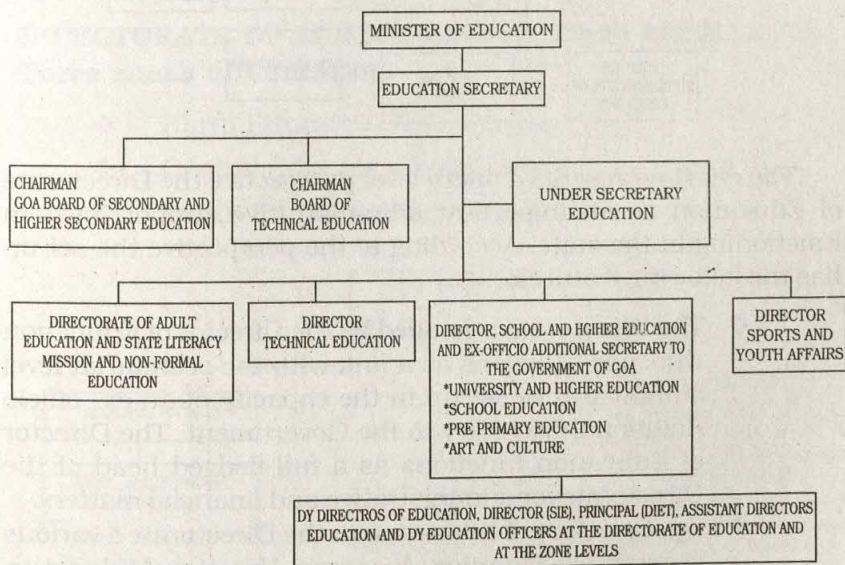 MINISTER OF EDUCATION
EDUCATION SECRETARY
CHAIRMAN
GOA BOARD OF SECONDARY AND
HIGHER SECONDARY EDUCATION
CHAIRMAN
BOARD OF
TECHNICAL EDUCATION
UNDER SECRETARY
EDUCATION
DIRECTORATE OF ADULT
EDUCATION AND STATE LITERACY
MISSION AND NON-FORMAL
EDUCATION
DIRECTOR
TECHNICAL EDUCATION
DIRECTOR, SCHOOL AND HGIHER EDUCATION
AND EX-OFFICIO ADDITIONAL SECRETARY TO
THE GOVERNMENT OF GOA
*UNVERSITY AND HIGHER EDUCATION
*SCHOOL EDUCATION
*PRE PRIMARY EDUCATION
*ART AND CULTURE
DIRECTOR
SPORTS AND
YOUTH AFFAIRS
DY DIRECTROS OF EDUCATION, DIRECTOR (SIE), PRINCIPAL (DIET), ASSISTANT DIRECTORS
EDUCATION AND DY EDUCATION OFFICERS AT THE DIRECTORATE OF EDUCATION AND
AT THE ZONE LEVELS